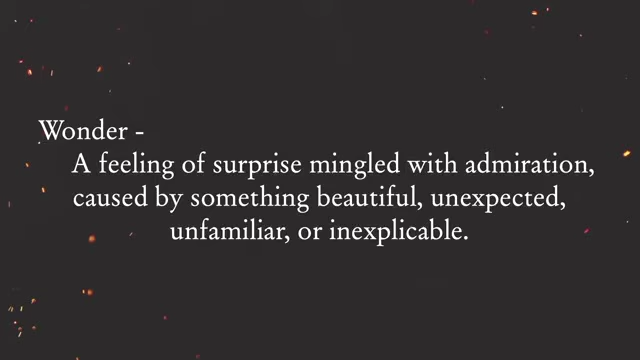 Wonder -
A feeling of surprise mingled with admiration,
caused by something beautiful, unexpected,
unfamiliar, or inexplicable.